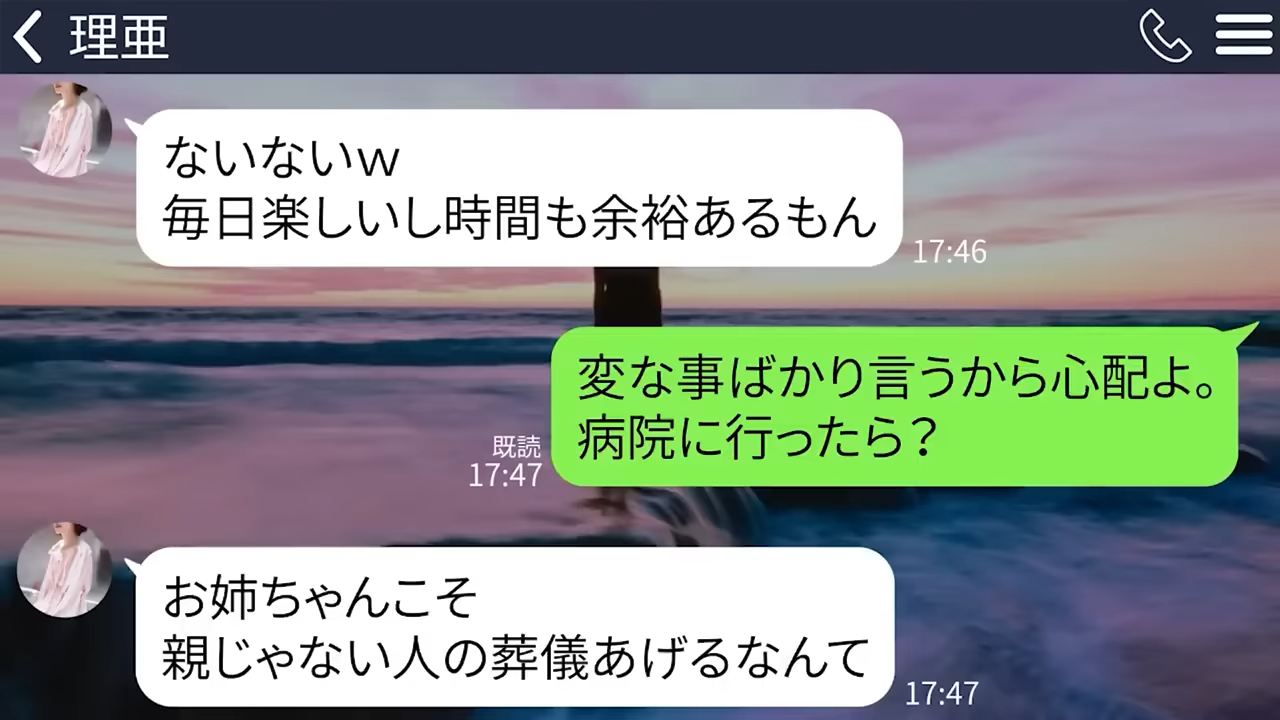 理亜
ないないw
毎日楽しいし時間も余裕あるもん
17:46
変な事ばかり言うから心配よ。
病院に行ったら？
既読
17:47
お姉ちゃんこそ
親じゃない人の葬儀あげるなんて
17:47